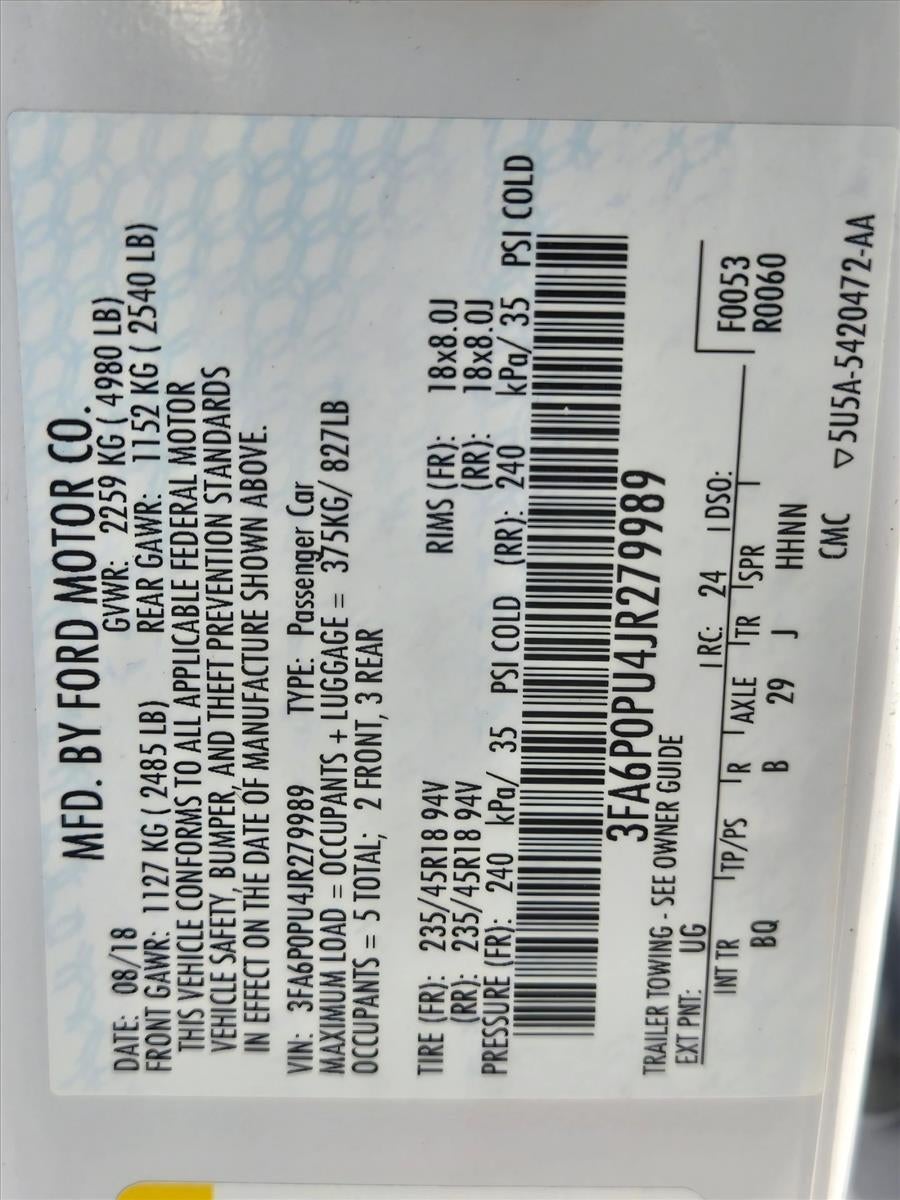 MFD. BY FORD MOTOR CO.
DATE: 08/18 GVWR: 2259 KG ( 4980 LB)
FRONT GAWR: 1127 KG ( 2485 LB) REAR GAWR: 1152 KG ( 2540 LB)
THIS VEHICLE CONFORMS TO ALL APPLICABLE FEDERAL MOTOR
VEHICLE SAFETY, BUMPER, AND THEFT PREVENTION STANDARDS
IN EFFECT ON THE DATE OF MANUFACTURE SHOWN ABOVE.
VIN: 3FA6P0PU4JR279989 TYPE: Passenger Car
MAXIMUM LOAD = OCCUPANTS + LUGGAGE = 375KG/ 827LB
OCCUPANTS = 5 TOTAL; 2 FRONT, 3 REAR
TIRE (FR): 235/45R18 94V RIMS (FR): 18x8.0J
(RR): 235/45R18 94V (RR): 18x8.0J
PRESSURE (FR): 240 kPa/ 35 PSI COLD (RR): 240 kPa/ 35 PSI COLD
3FA6P0PU4JR279989
TRAILER TOWING - SEE OWNER GUIDE
EXT PNT: UG RC: 24 DSO:
F0053
R0060
INT TR TP/PS R AXLE TR SPR
BQ B 29 J HHNN
CMC ▽5U5A-5420472-AA